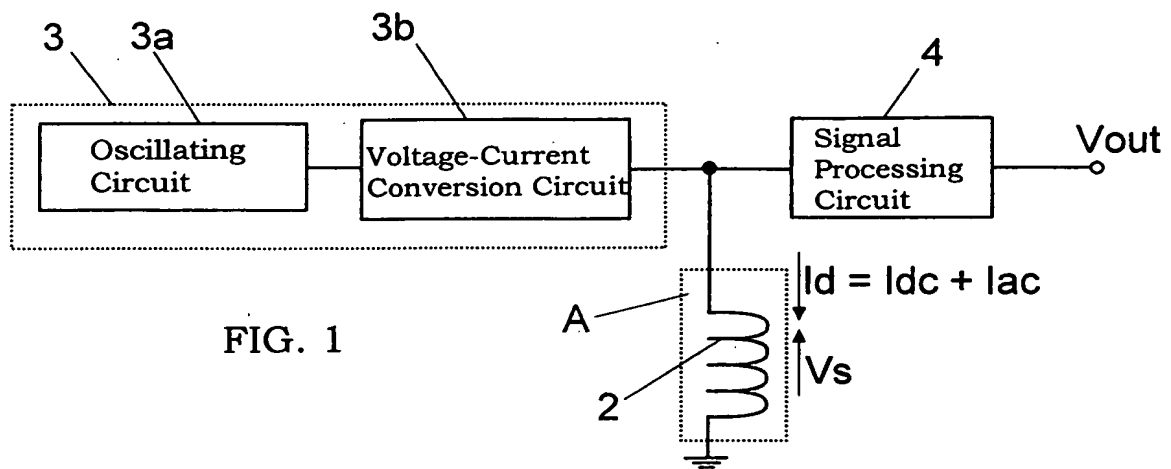 3
3a
3b
4
Oscillating
Circuit
Voltage-Current
Conversion Circuit
Signal
Processing
Circuit
Vout
A
Id = Idc + Iac
Vs
2
FIG. 1